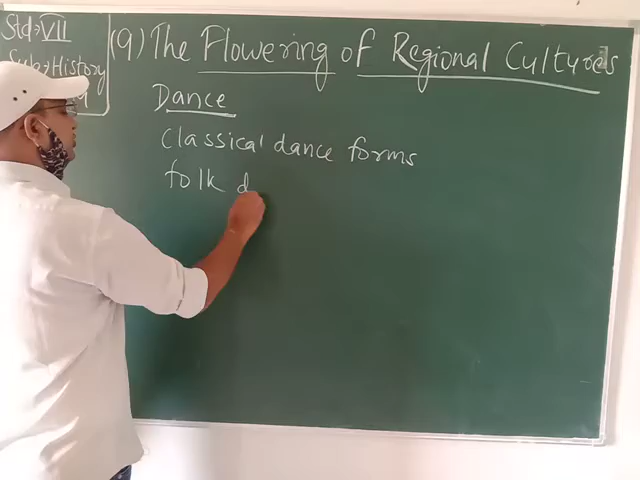 Std → VII
Sub → History
(9) The Flowering of Regional Cultures
Dance
Classical dance forms
folk d